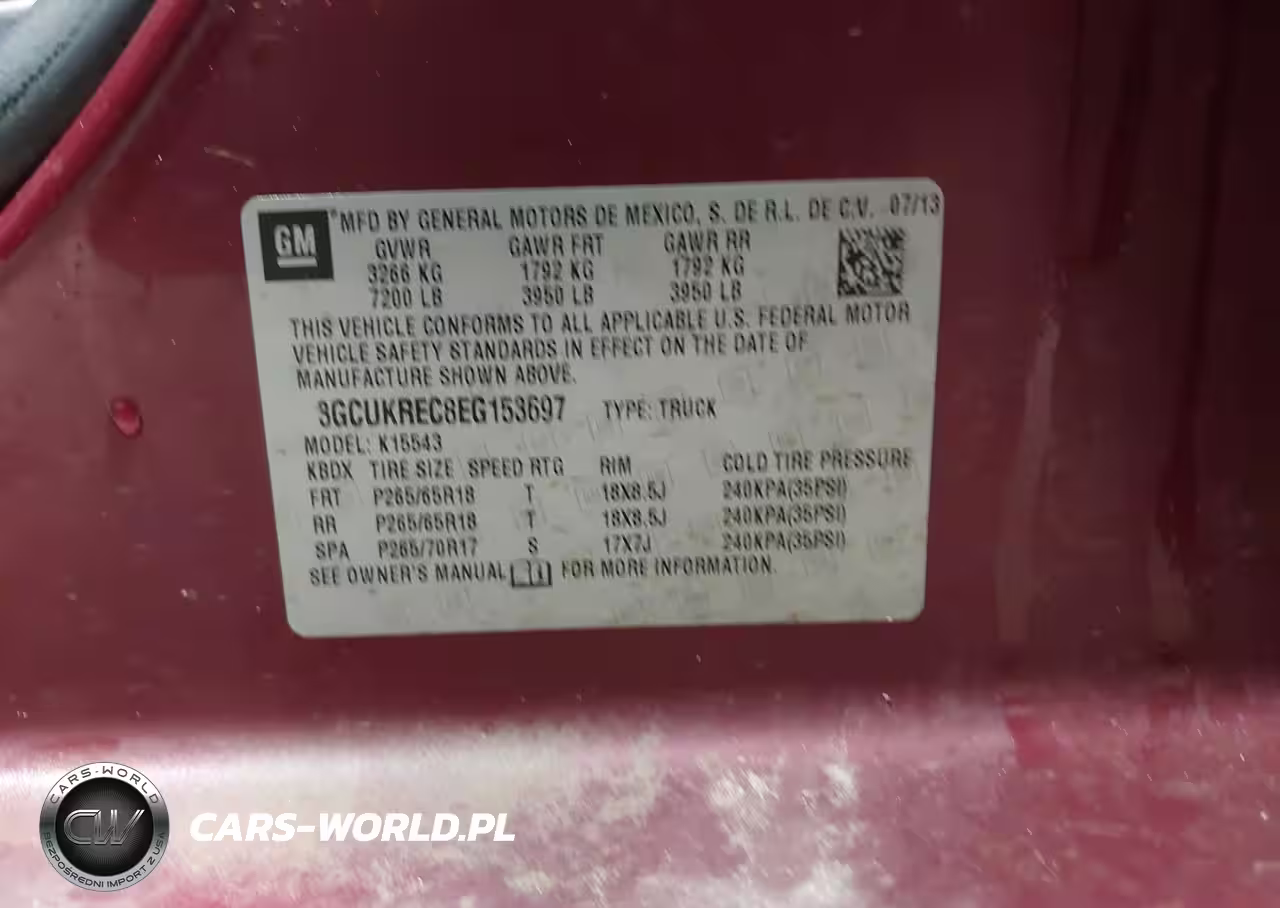 GM
® MFD BY GENERAL MOTORS DE MEXICO, S. DE R.L. DE C.V. 07/13
GVWR GAWR FRT GAWR RR
3266 KG 1792 KG 1792 KG
7200 LB 3950 LB 3950 LB
THIS VEHICLE CONFORMS TO ALL APPLICABLE U.S. FEDERAL MOTOR
VEHICLE SAFETY STANDARDS IN EFFECT ON THE DATE OF
MANUFACTURE SHOWN ABOVE.
3GCUKREC8EG153697 TYPE: TRUCK
MODEL: K15543
KBDX TIRE SIZE SPEED RTG RIM COLD TIRE PRESSURE
FRT P265/65R18 T 18X8.5J 240KPA(35PSI)
RR P265/65R18 T 18X8.5J 240KPA(35PSI)
SPA P265/70R17 S 17X7J 240KPA(35PSI)
SEE OWNER'S MANUAL FOR MORE INFORMATION.
CARS-WORLD
CW
BEZPOŚREDNI IMPORT Z USA
CARS-WORLD.PL